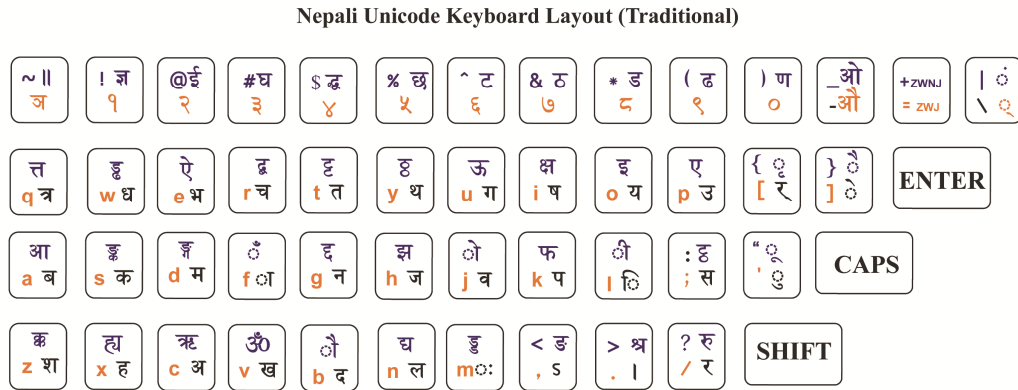 Nepali Unicode Keyboard Layout (Traditional)
~ ॥ ! ज्ञ @ ई # घ $ द्ध % छ ^ ट & ठ * ड ( ढ ) ण _ ओ + ZWNJ | ं
ञ १ २ ३ ४ ५ ६ ७ ८ ९ ० - औ = ZWJ \ ्
त्त ड्ढ ऐ द्ब ट्ट ठ्ठ ऊ क्ष इ ए { ृ } ै
q त्र w ध e भ r च t त y थ u ग i ष o य p उ [ र् ] े ENTER
आ ङ्क ङ्ग ँ द्द झ ो फ ी : ट्ठ “ ू
a ब s क d म f ा g न h ज j व k प l ि ; स ' ु CAPS
क्क ह्य ऋ ॐ ौ द्य ड्ड < ङ > श्र ? रु
z श x ह c अ v ख b द n ल m ः , ऽ . । / र SHIFT